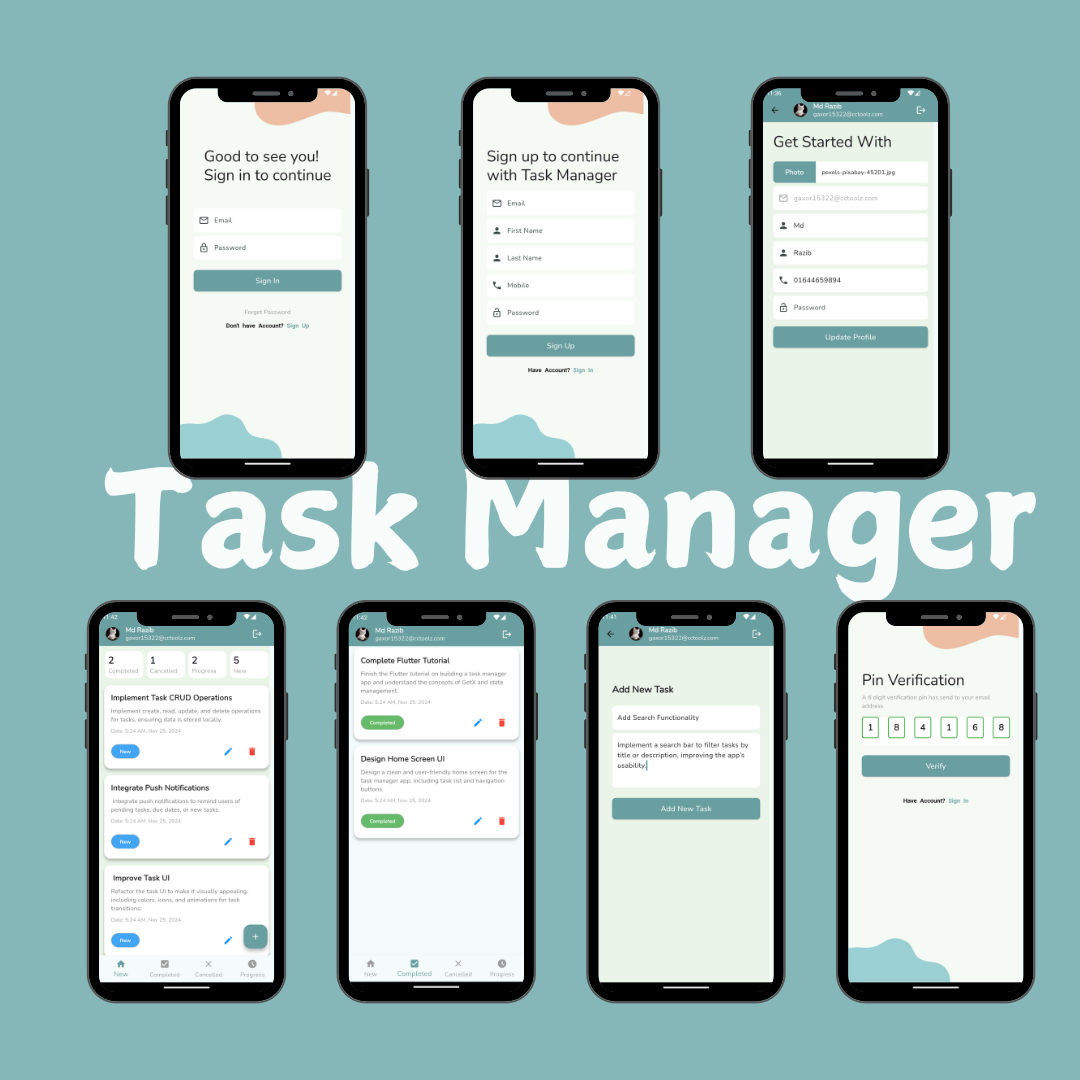 Good to see you!
Sign in to continue
Email
Password
Sign In
Forget Password
Don't have Account? Sign Up
Sign up to continue
with Task Manager
Email
First Name
Last Name
Mobile
Password
Sign Up
Have Account? Sign In
Md Razib
gaxor15322@cctoolz.com
Get Started With
Photo pexels-pixabay-45201.jpg
gaxor15322@cctoolz.com
Md
Razib
01644659894
Password
Update Profile
Task Manager
Md Razib
gaxor15322@cctoolz.com
2 1 2 5
Completed Cancelled Progress New
Implement Task CRUD Operations
Implement create, read, update, and delete operations
for tasks, ensuring data is stored locally.
Date: 5:24 AM, Nov 25, 2024
New
Integrate Push Notifications
Integrate push notifications to remind users of
pending tasks, due dates, or new tasks.
Date: 5:24 AM, Nov 25, 2024
New
Improve Task UI
Refactor the task UI to make it visually appealing,
including colors, icons, and animations for task
transitions.
Date: 5:24 AM, Nov 25, 2024
New
+
New Completed Cancelled Progress
Md Razib
gaxor15322@cctoolz.com
Complete Flutter Tutorial
Finish the Flutter tutorial on building a task manager
app and understand the concepts of GetX and state
management.
Date: 5:24 AM, Nov 25, 2024
Completed
Design Home Screen UI
Design a clean and user-friendly home screen for the
task manager app, including task list and navigation
buttons.
Date: 5:24 AM, Nov 25, 2024
Completed
New Completed Cancelled Progress
Md Razib
gaxor15322@cctoolz.com
Add New Task
Add Search Functionality
Implement a search bar to filter tasks by
title or description, improving the app's
usability.
Add New Task
Pin Verification
A 6 digit verification pin has send to your email
address
1 8 4 1 6 8
Verify
Have Account? Sign In